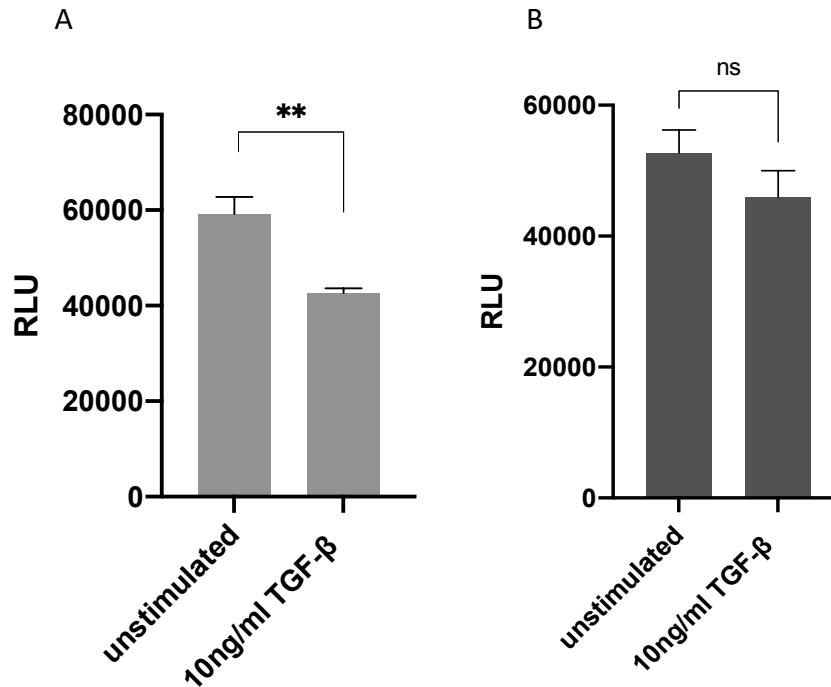 A
**
80000
60000
40000
20000
0
RLU
unstimulated
10ng/ml TGF-β
B
ns
60000
40000
20000
0
RLU
unstimulated
10ng/ml TGF-β